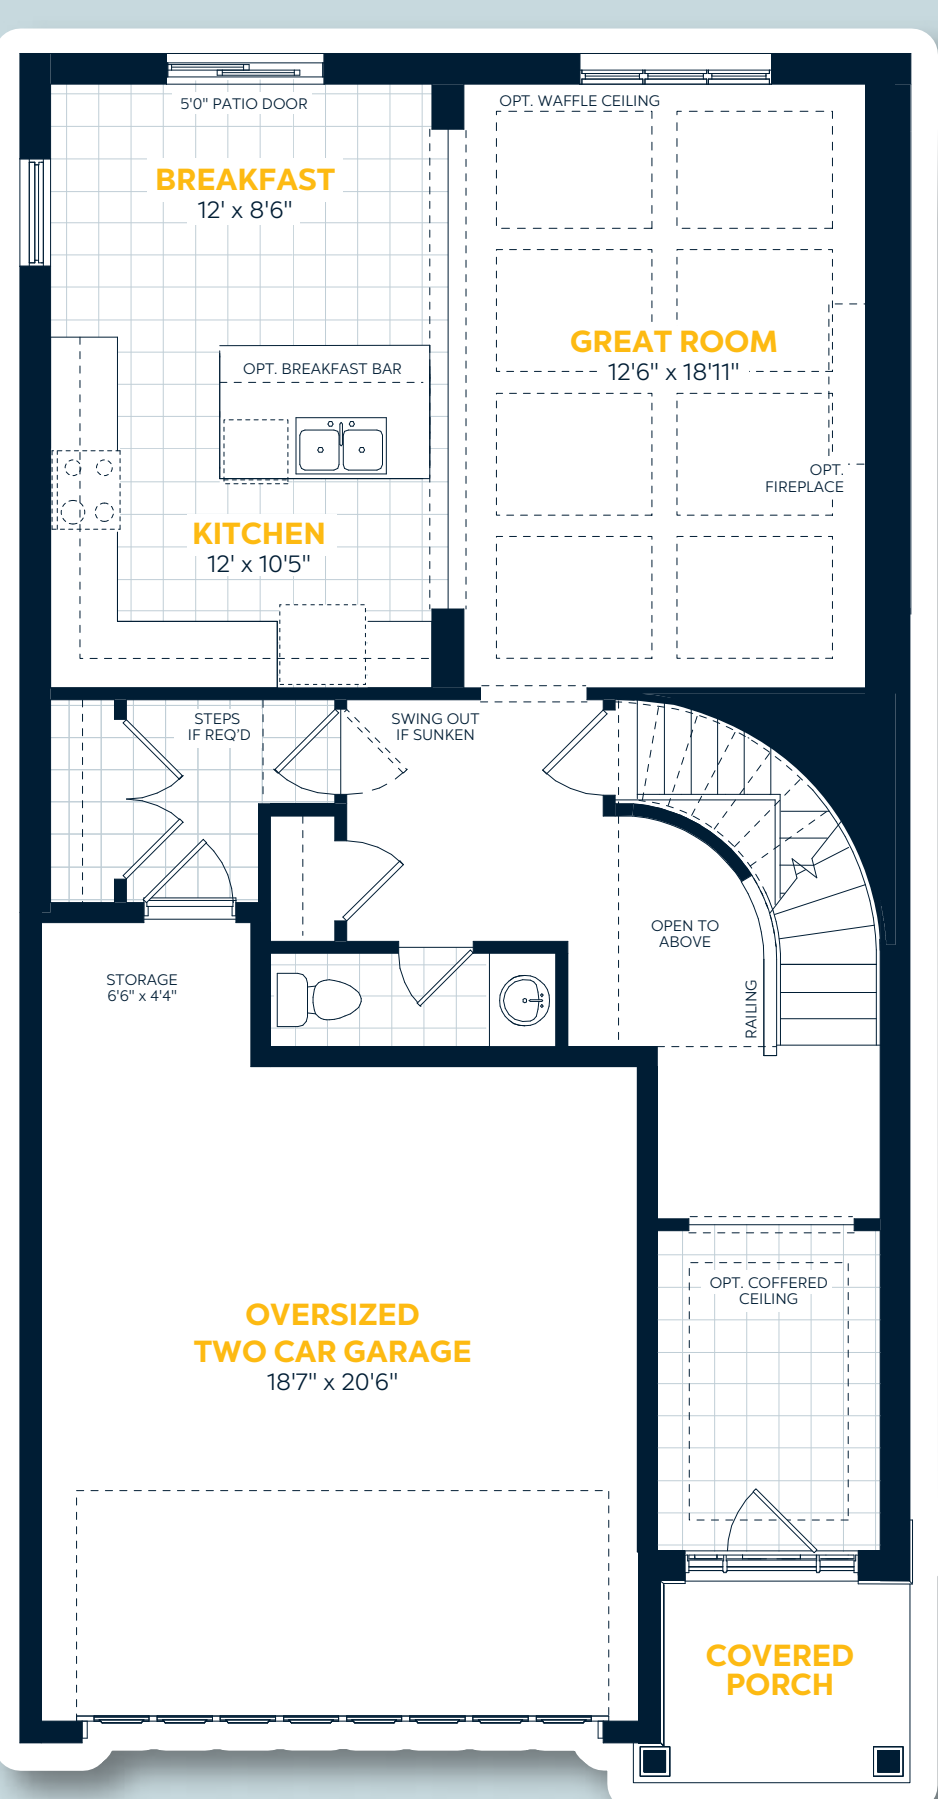 5'0" PATIO DOOR
OPT. WAFFLE CEILING
BREAKFAST
12' x 8'6"
GREAT ROOM
12'6" x 18'11"
OPT. BREAKFAST BAR
OPT.
FIREPLACE
KITCHEN
12' x 10'5"
STEPS
IF REQ'D
SWING OUT
IF SUNKEN
OPEN TO
ABOVE
STORAGE
6'6" x 4'4"
RAILING
OPT. COFFERED
CEILING
OVERSIZED
TWO CAR GARAGE
18'7" x 20'6"
COVERED
PORCH